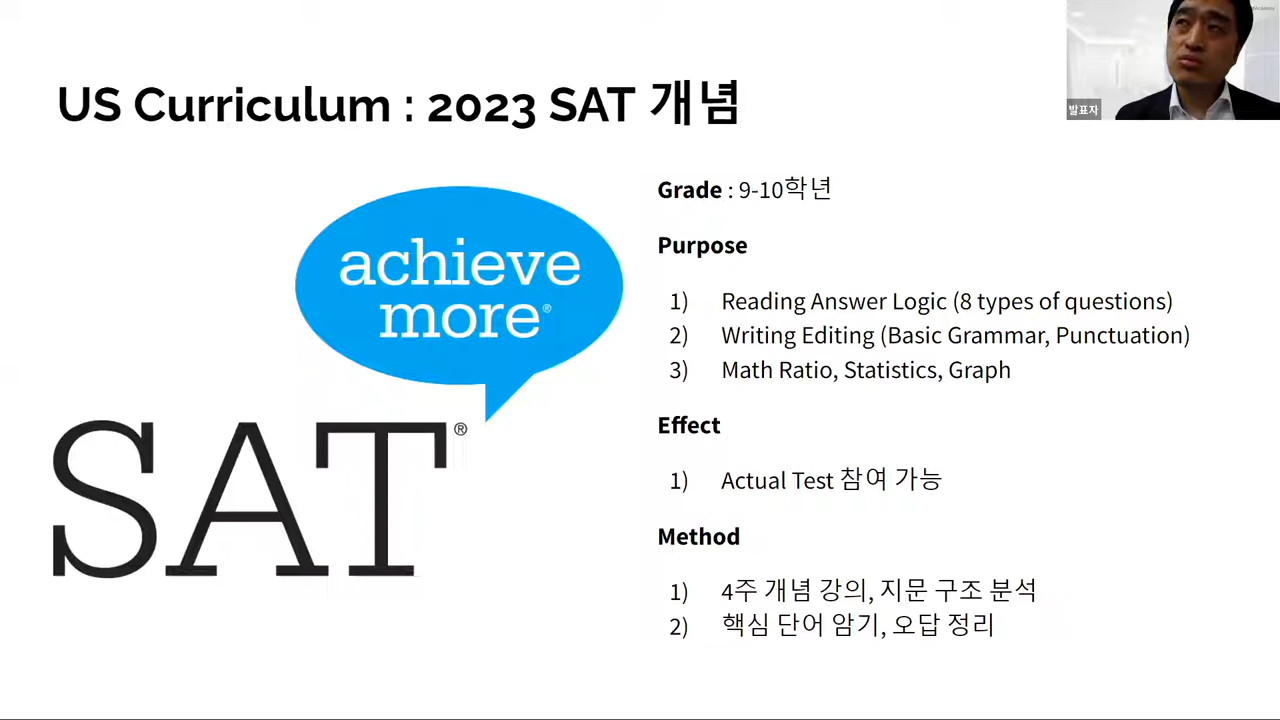 US Curriculum : 2023 SAT 개념
발표자
achieve
more®
SAT®
Grade : 9-10학년
Purpose
1) Reading Answer Logic (8 types of questions)
2) Writing Editing (Basic Grammar, Punctuation)
3) Math Ratio, Statistics, Graph
Effect
1) Actual Test 참여 가능
Method
1) 4주 개념 강의, 지문 구조 분석
2) 핵심 단어 암기, 오답 정리